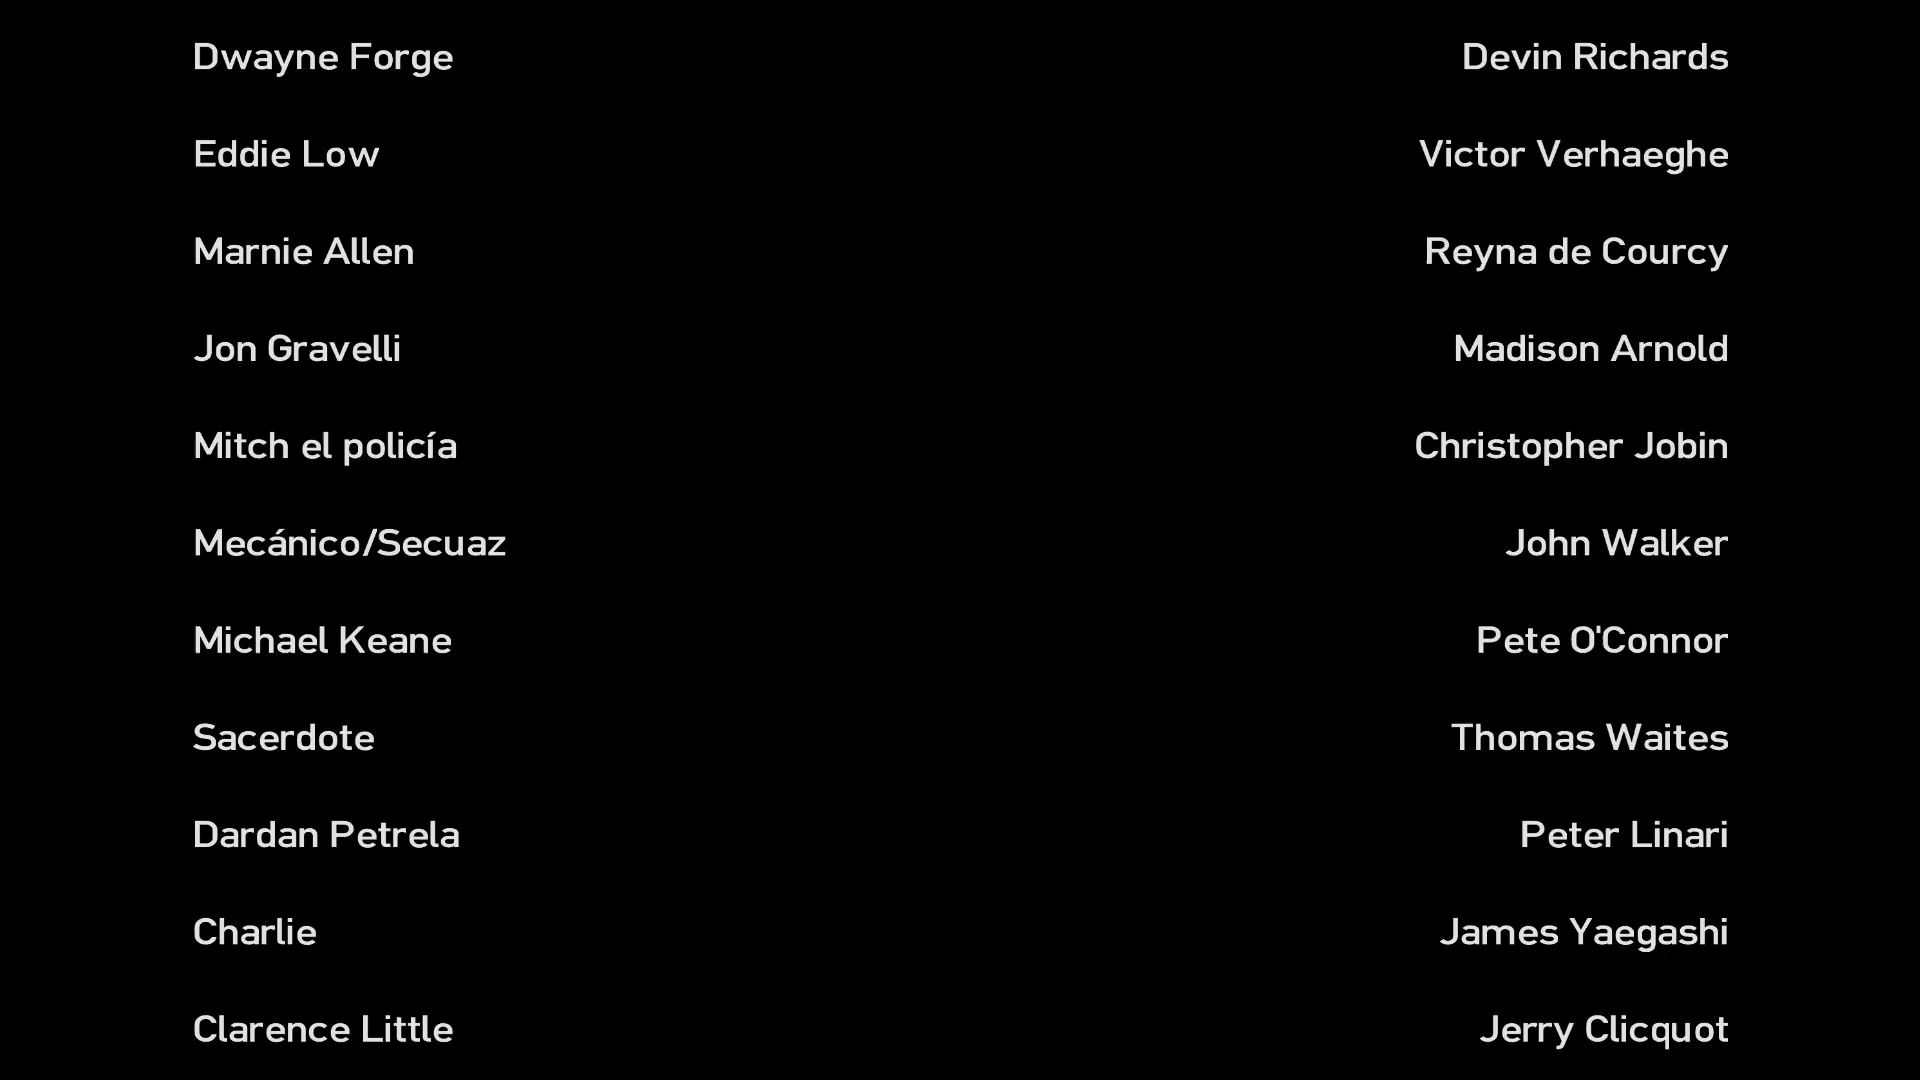 Dwayne Forge Devin Richards
Eddie Low Victor Verhaeghe
Marnie Allen Reyna de Courcy
Jon Gravelli Madison Arnold
Mitch el policía Christopher Jobin
Mecánico/Secuaz John Walker
Michael Keane Pete O'Connor
Sacerdote Thomas Waites
Dardan Petrela Peter Linari
Charlie James Yaegashi
Clarence Little Jerry Clicquot